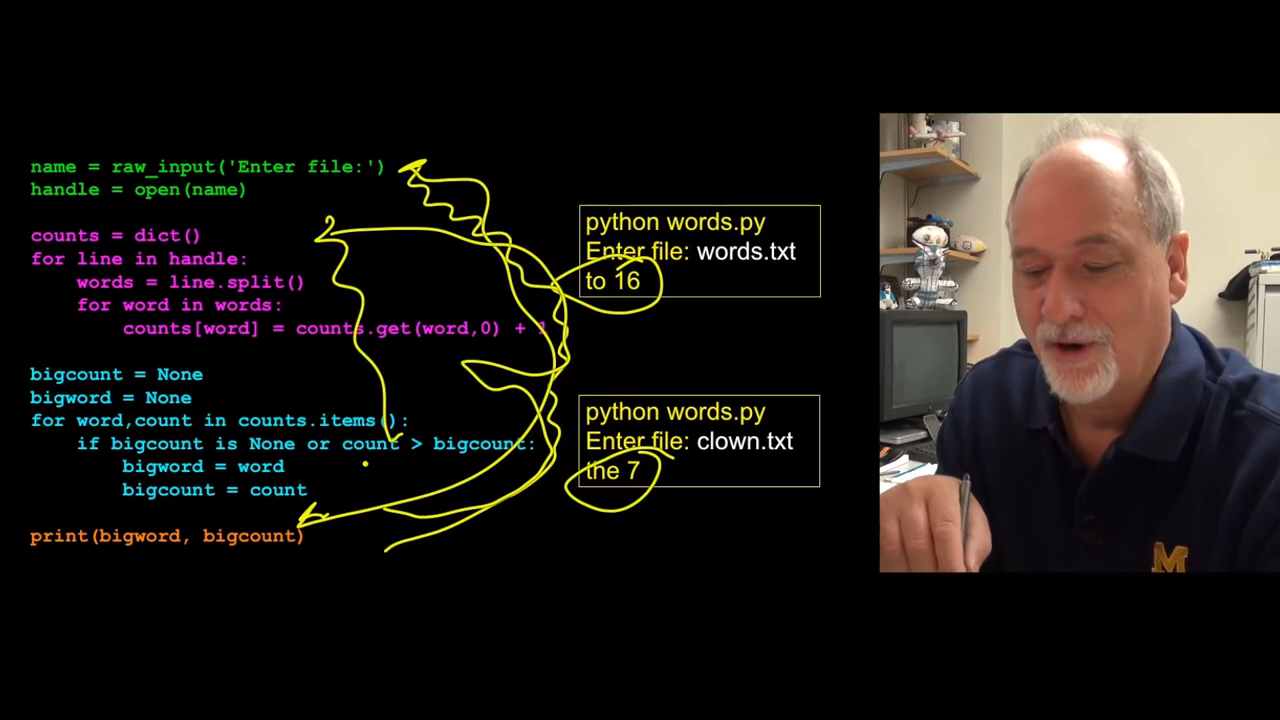 name = raw_input('Enter file:')
handle = open(name)
counts = dict()
for line in handle:
    words = line.split()
    for word in words:
        counts[word] = counts.get(word,0) + 1
bigcount = None
bigword = None
for word,count in counts.items():
    if bigcount is None or count > bigcount:
        bigword = word
        bigcount = count
print(bigword, bigcount)
python words.py
Enter file: words.txt
to 16
python words.py
Enter file: clown.txt
the 7
M